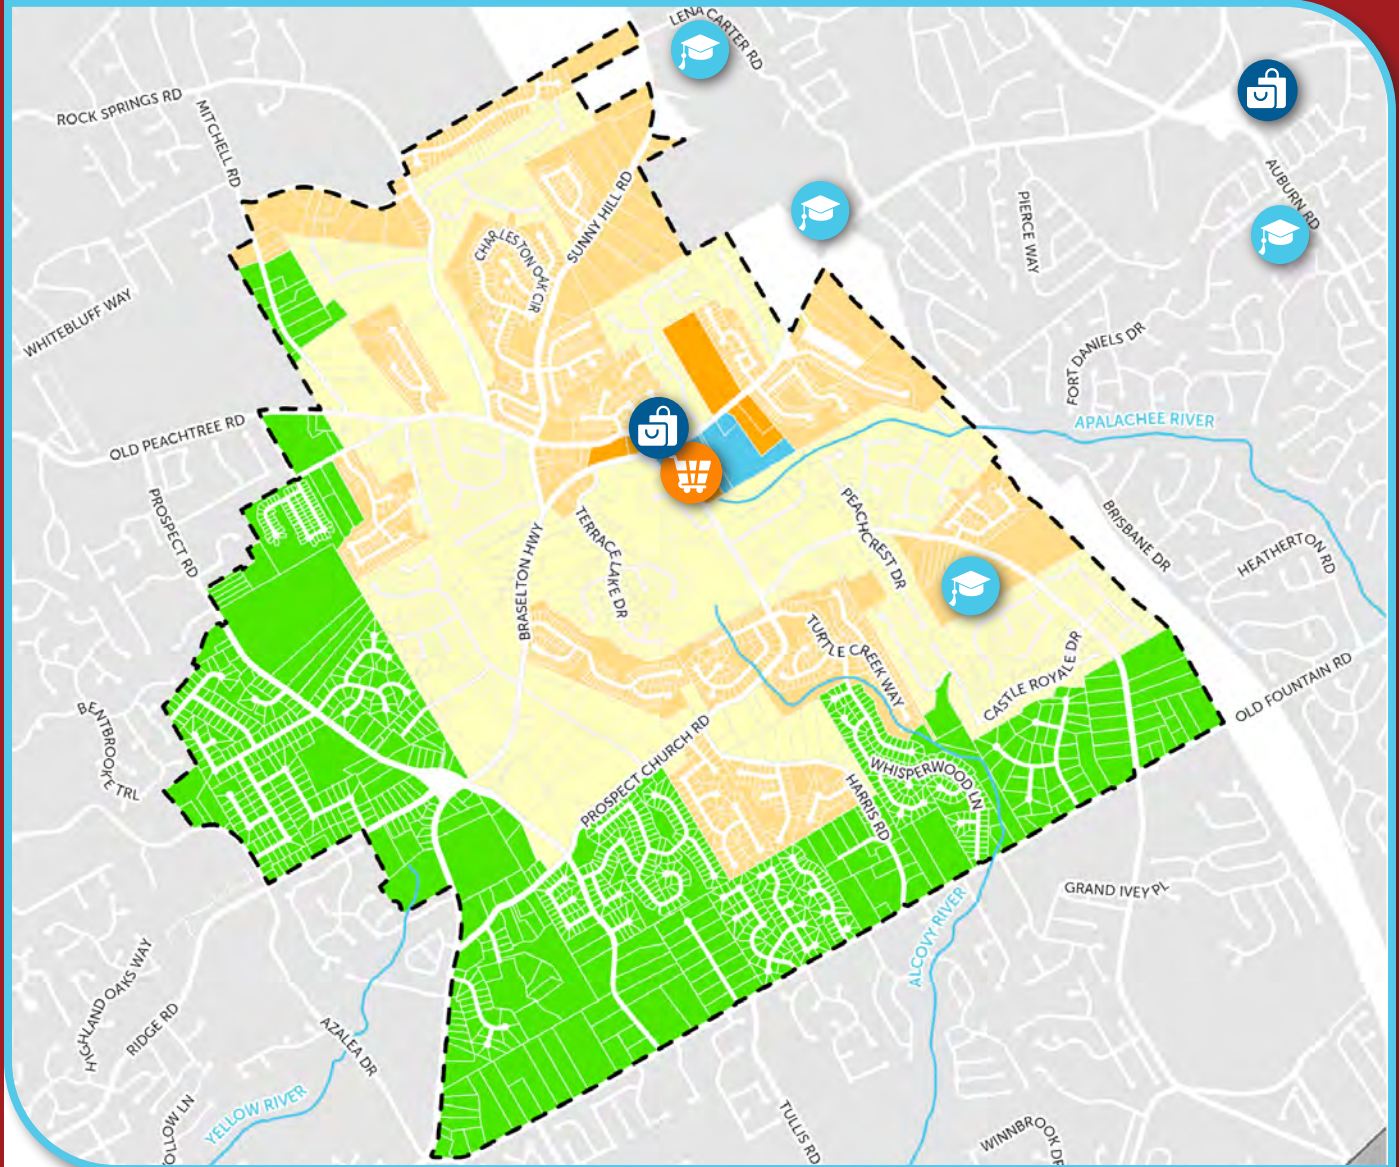 LENA CARTER RD
ROCK SPRINGS RD
MITCHELL RD
AUBURN RD
PIERCE WAY
SUNNY HILL RD
CHARLESTON OAK CIR
WHITEBLUFF WAY
FORT DANIELS DR
OLD PEACHTREE RD
APALACHEE RIVER
PROSPECT RD
PEACHCREST DR
BRISBANE DR
TERRACE LAKE DR
BRASELTON HWY
HEATHERTON RD
TURTLE CREEK WAY
CASTLE ROYALE DR
OLD FOUNTAIN RD
BENTBROOKE TRL
PROSPECT CHURCH RD
WHISPERWOOD LN
HARRIS RD
GRAND IVEY PL
ALCOVY RIVER
HIGHLAND OAKS WAY
RIDGE RD
AZALEA DR
YELLOW RIVER
OLLOW LN
TULLIS RD
WINNBROOK DR